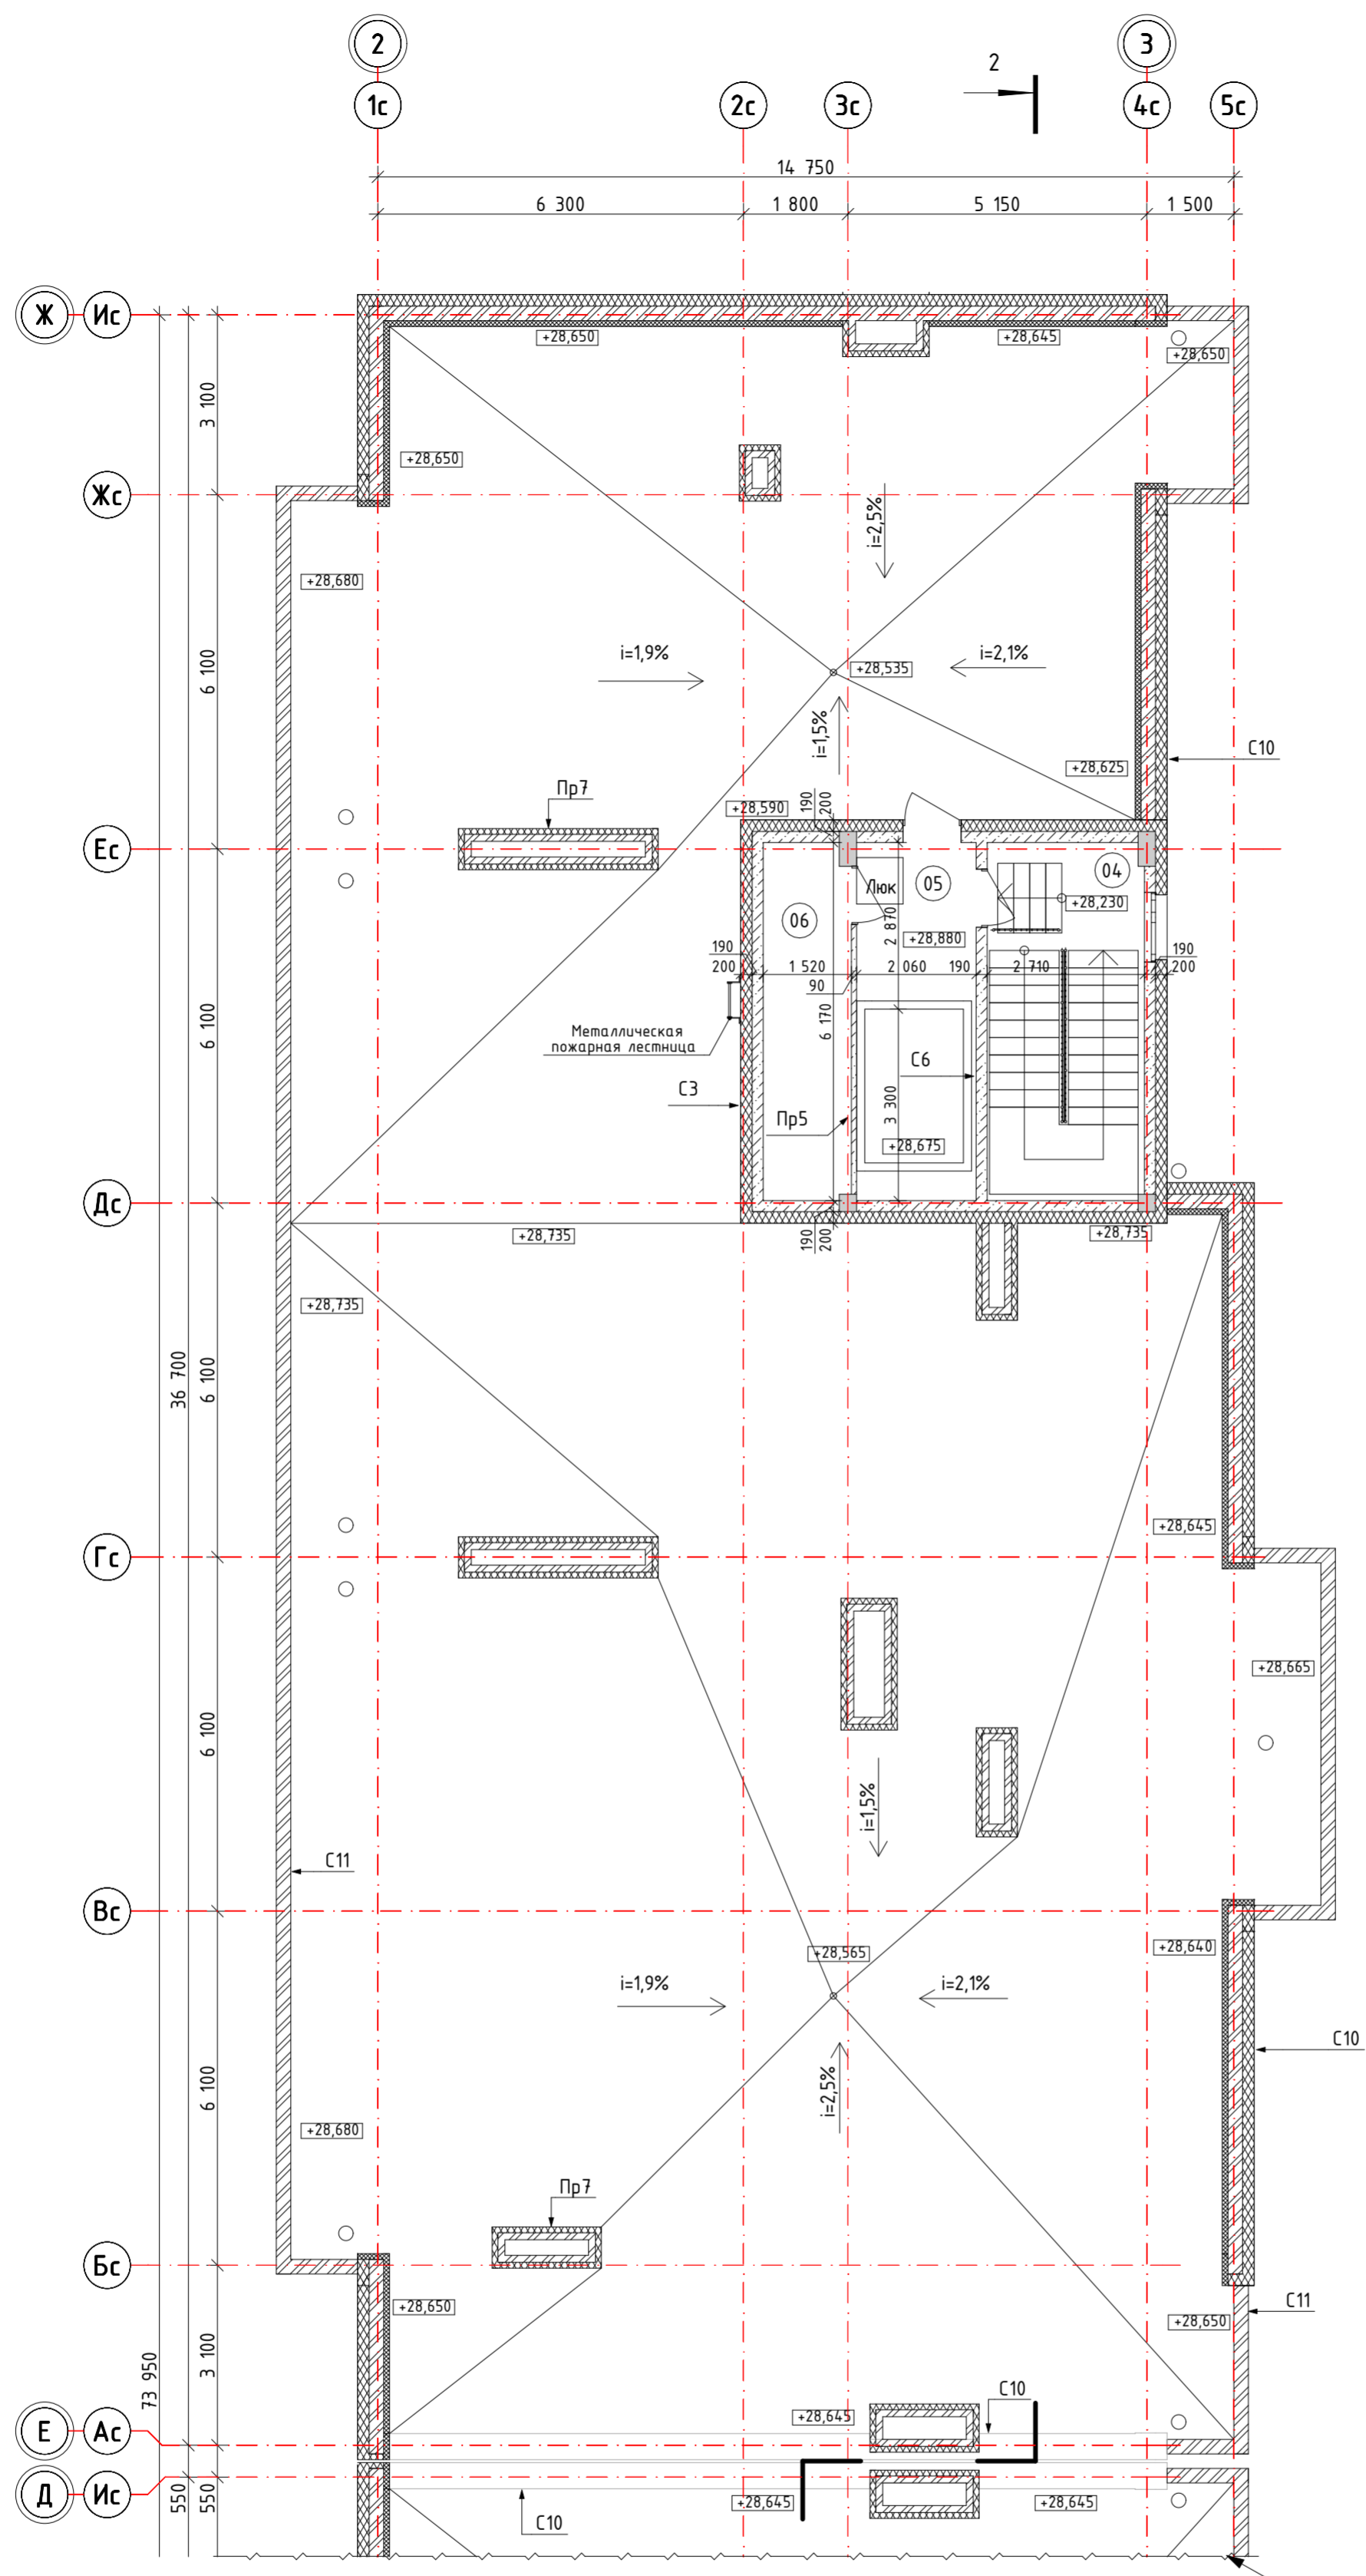 2
3
2
1с
2с
3с
4с
5с
14 750
6 300
1 800
5 150
1 500
Ж
Ис
+28,650
+28,645
+28,650
3 100
+28,650
Жс
i=2,5%
+28,680
i=1,9%
i=2,1%
+28,535
6 100
i=1,5%
С10
+28,625
Пр7
+28,590
190
200
Ес
Люк
05
04
+28,230
06
2 870
+28,880
190
200
1 520
2 060
190
2 710
190
200
90
6 100
6 170
Металлическая
пожарная лестница
С6
С3
Пр5
3 300
+28,675
Дс
+28,735
190
200
+28,735
+28,735
36 700
6 100
+28,645
Гс
+28,665
6 100
i=1,5%
С11
Вс
+28,565
+28,640
i=1,9%
i=2,1%
С10
6 100
i=2,5%
+28,680
Пр7
Бс
+28,650
С11
+28,650
73 950
3 100
С10
+28,645
Е
Ас
Д
Ис
550
550
+28,645
+28,645
С10